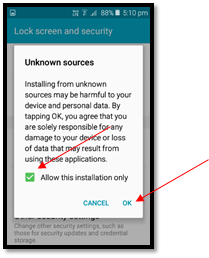 88% 5:10 pm
Lock screen and security
Unknown sources
Installing from unknown
sources may be harmful to your
device and personal data. By
tapping OK, you agree that you
are solely responsible for any
damage to your device or loss
of data that may result from
using these applications.
Allow this installation only
CANCEL OK
Other security settings
Change other security settings, such as
those for security updates and credential
storage.